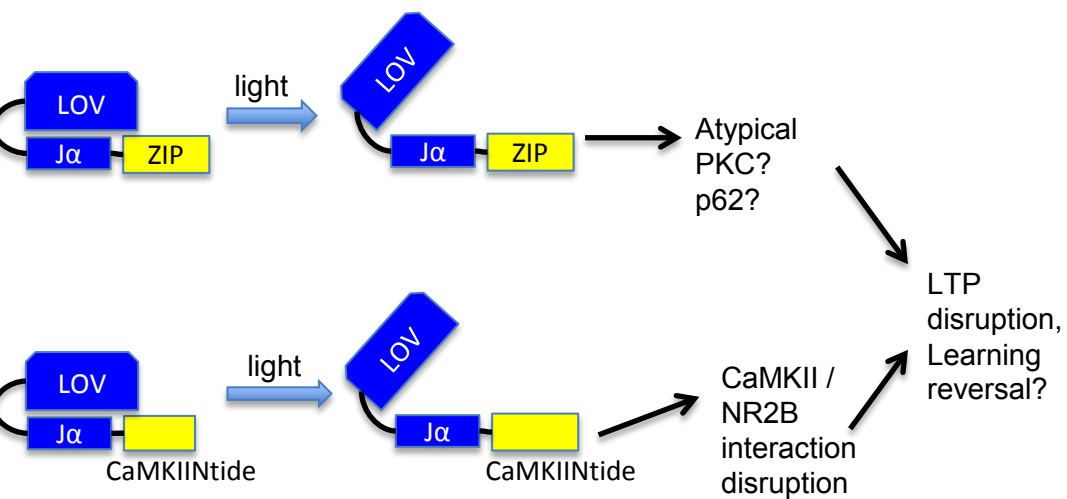 LOV
Jα
ZIP
light
LOV
Jα
ZIP
Atypical
PKC?
p62?
LOV
Jα
CaMKIINtide
light
LOV
Jα
CaMKIINtide
CaMKII /
NR2B
interaction
disruption
LTP
disruption,
Learning
reversal?